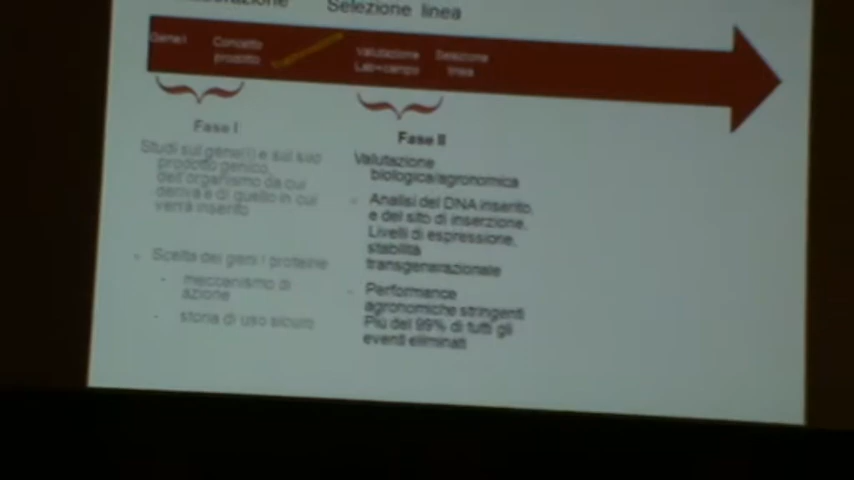 Selezione linea
Gene/i
Concetto
prodotto
Valutazione
Lab+campo
Selezione
linea
Fase I
Studi sul gene(i) e sul suo
prodotto genico,
dell'organismo da cui
deriva e di quello in cui
verrà inserito
Scelta dei geni / proteine
- meccanismo di
azione
- storia di uso sicuro
Fase II
Valutazione
biologica/agronomica
Analisi del DNA inserito
e del sito di inserzione,
Livelli di espressione,
stabilità
transgenerazionale
Performance
agronomiche stringenti
Più del 99% di tutti gli
eventi eliminati